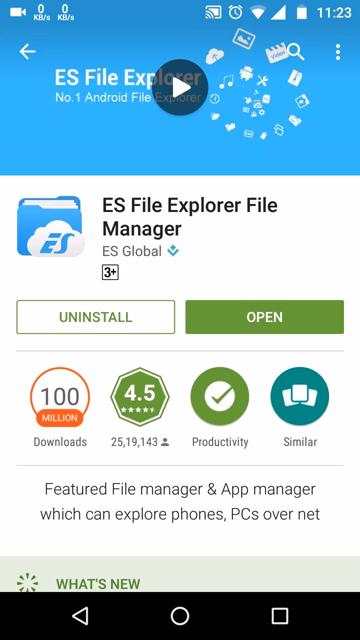 0 0 11:23
KB/s KB/s
Videos
ES File Explorer
No.1 Android File Explorer
ES File Explorer File
Manager
ES
ES Global
3+
UNINSTALL OPEN
100
MILLION
4.5
Downloads 25,19,143 Productivity Similar
Featured File manager & App manager
which can explore phones, PCs over net
WHAT'S NEW